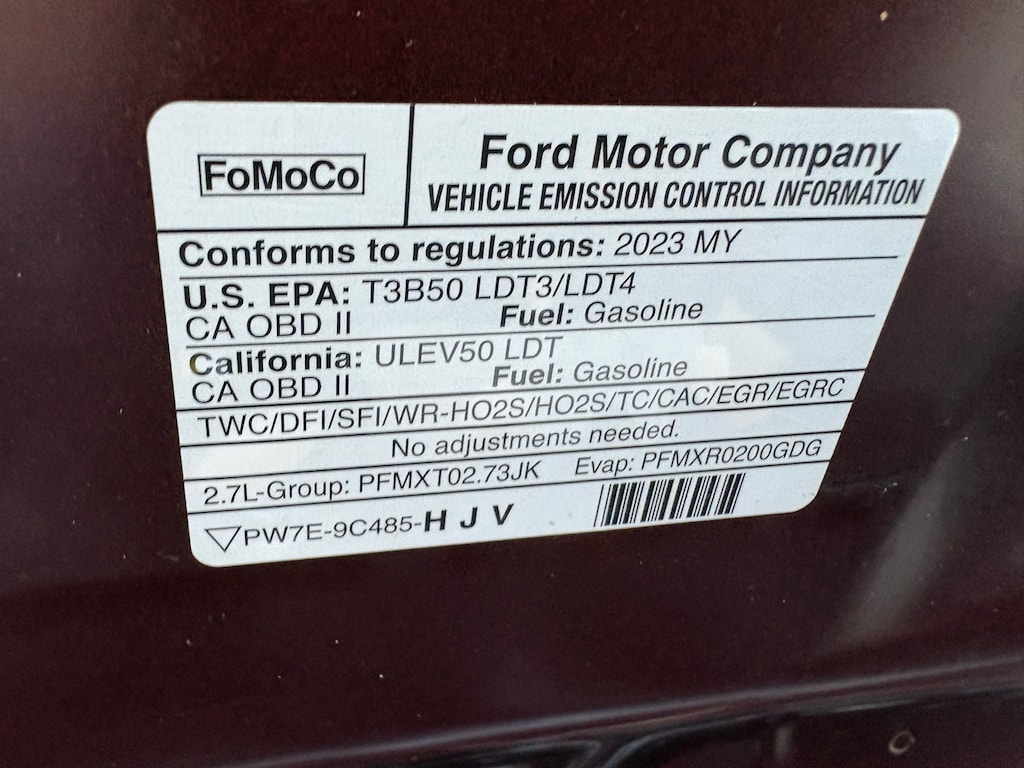 FoMoCo
Ford Motor Company
VEHICLE EMISSION CONTROL INFORMATION
Conforms to regulations: 2023 MY
U.S. EPA: T3B50 LDT3/LDT4
CA OBD II Fuel: Gasoline
California: ULEV50 LDT
CA OBD II Fuel: Gasoline
TWC/DFI/SFI/WR-HO2S/HO2S/TC/CAC/EGR/EGRC
No adjustments needed.
2.7L-Group: PFMXT02.73JK Evap: PFMXR0200GDG
PW7E-9C485-H J V